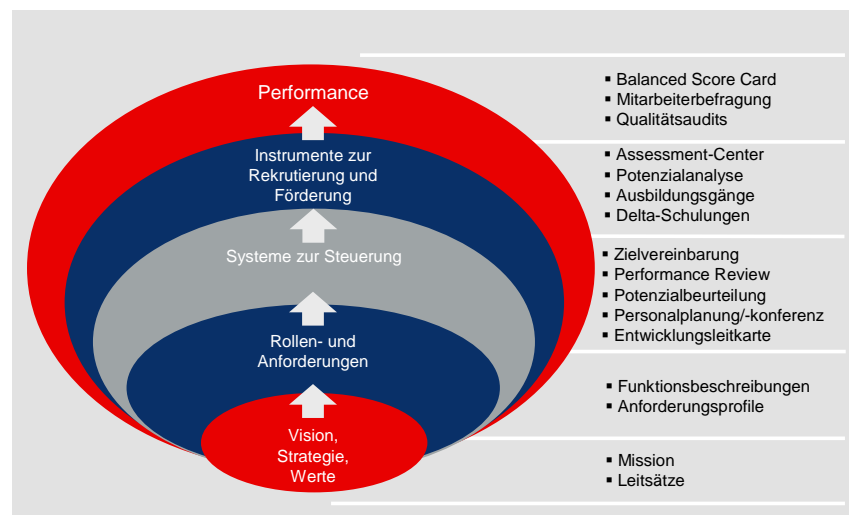 Performance
▪ Balanced Score Card
▪ Mitarbeiterbefragung
▪ Qualitätsaudits
Instrumente zur
Rekrutierung und
Förderung
▪ Assessment-Center
▪ Potenzialanalyse
▪ Ausbildungsgänge
▪ Delta-Schulungen
Systeme zur Steuerung
▪ Zielvereinbarung
▪ Performance Review
▪ Potenzialbeurteilung
▪ Personalplanung/-konferenz
▪ Entwicklungsleitkarte
Rollen- und
Anforderungen
▪ Funktionsbeschreibungen
▪ Anforderungsprofile
Vision,
Strategie,
Werte
▪ Mission
▪ Leitsätze